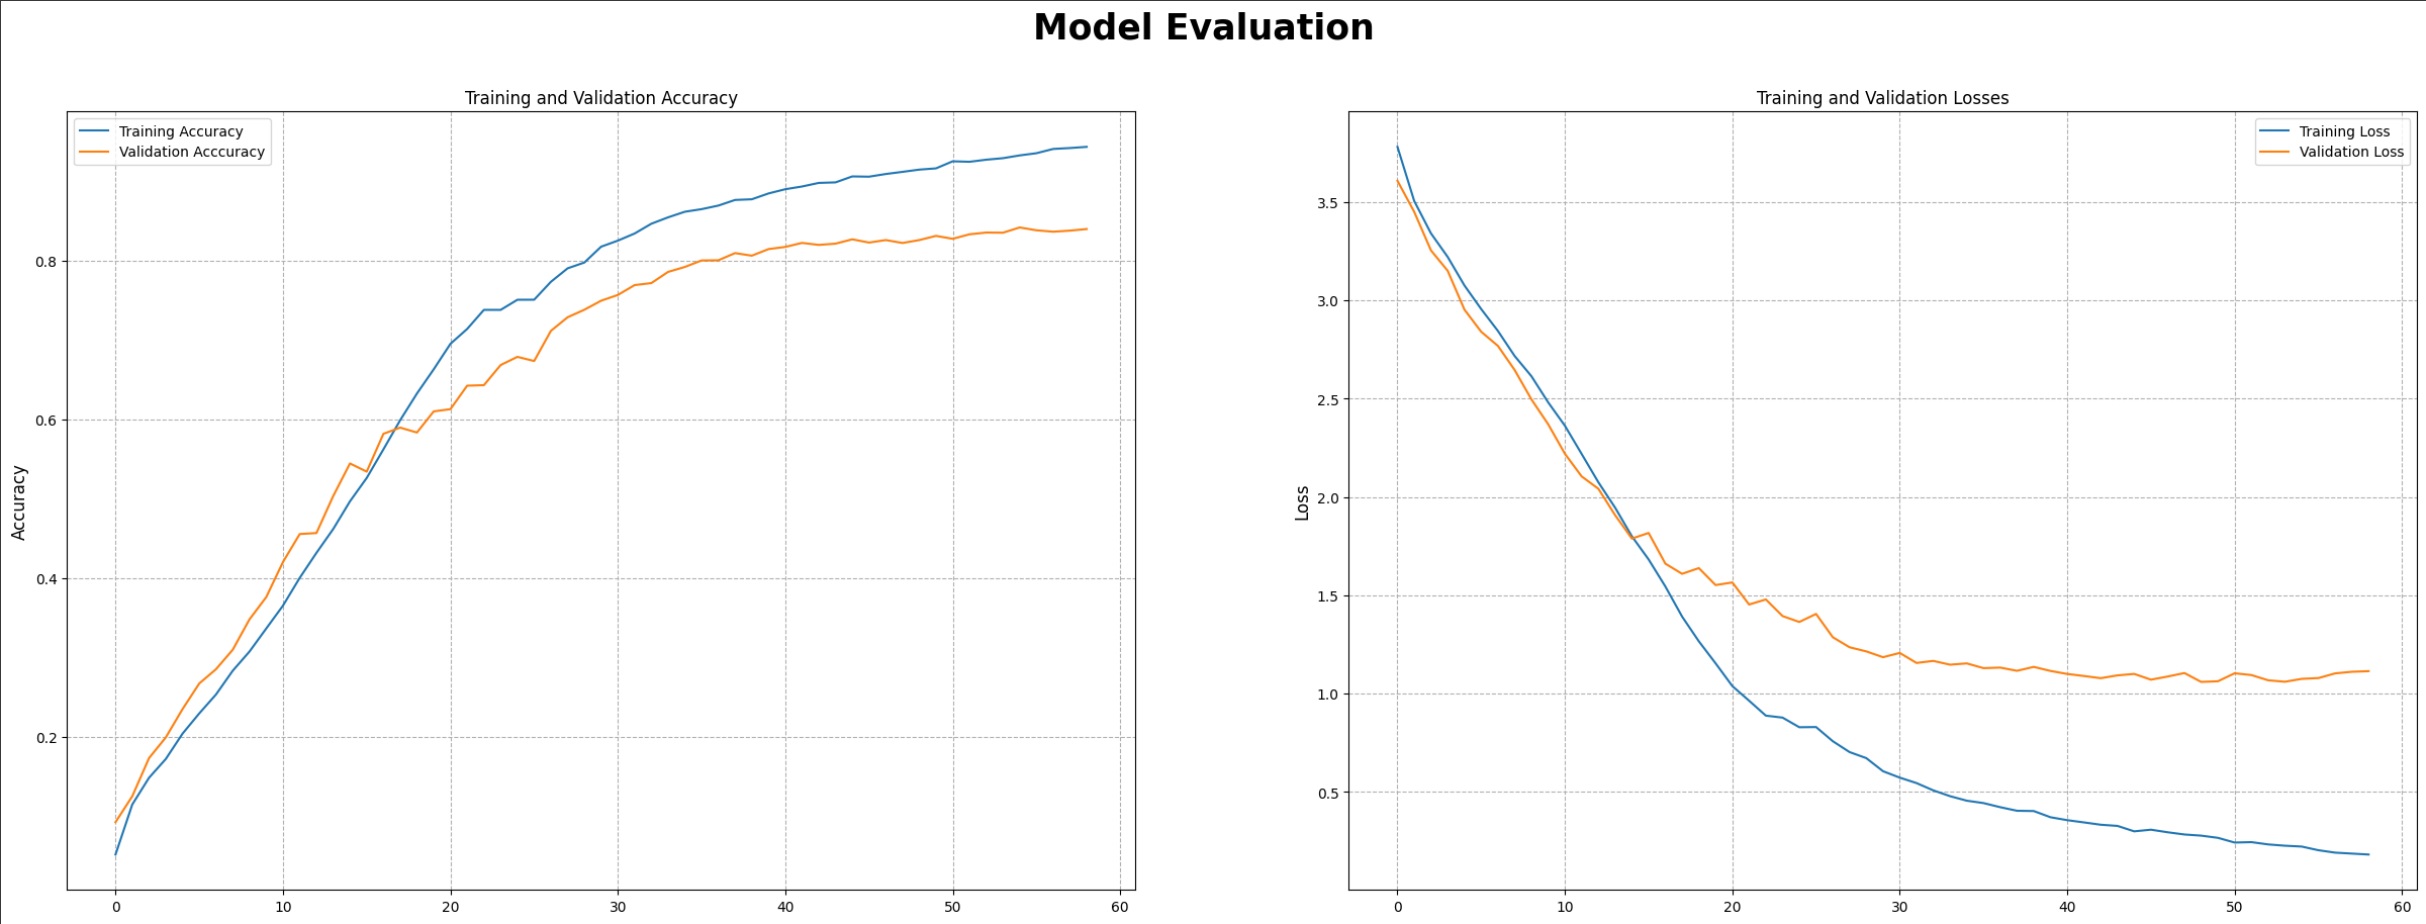 Model Evaluation
Training and Validation Accuracy
Training Accuracy
Validation Acccuracy
Accuracy
0.8
0.6
0.4
0.2
0 10 20 30 40 50 60
Training and Validation Losses
Training Loss
Validation Loss
Loss
3.5
3.0
2.5
2.0
1.5
1.0
0.5
0 10 20 30 40 50 60